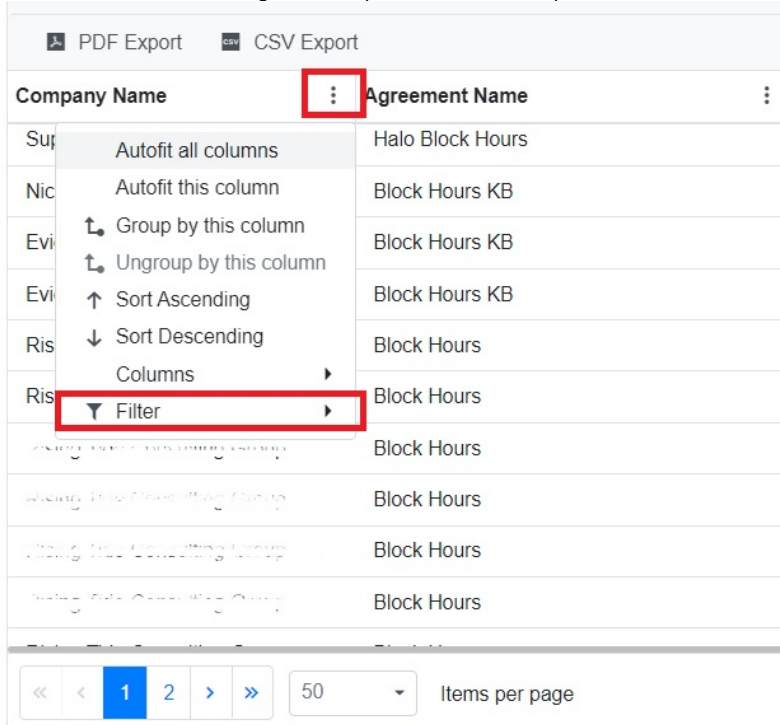 PDF Export CSV Export
Company Name Agreement Name
Sup Halo Block Hours
Autofit all columns
Nic Autofit this column Block Hours KB
Evi Group by this column Block Hours KB
Ungroup by this column
Evi Sort Ascending Block Hours KB
Ris Sort Descending Block Hours
Columns
Ris Filter Block Hours
Block Hours
Block Hours
Block Hours
Block Hours
« < 1 2 > » 50 Items per page